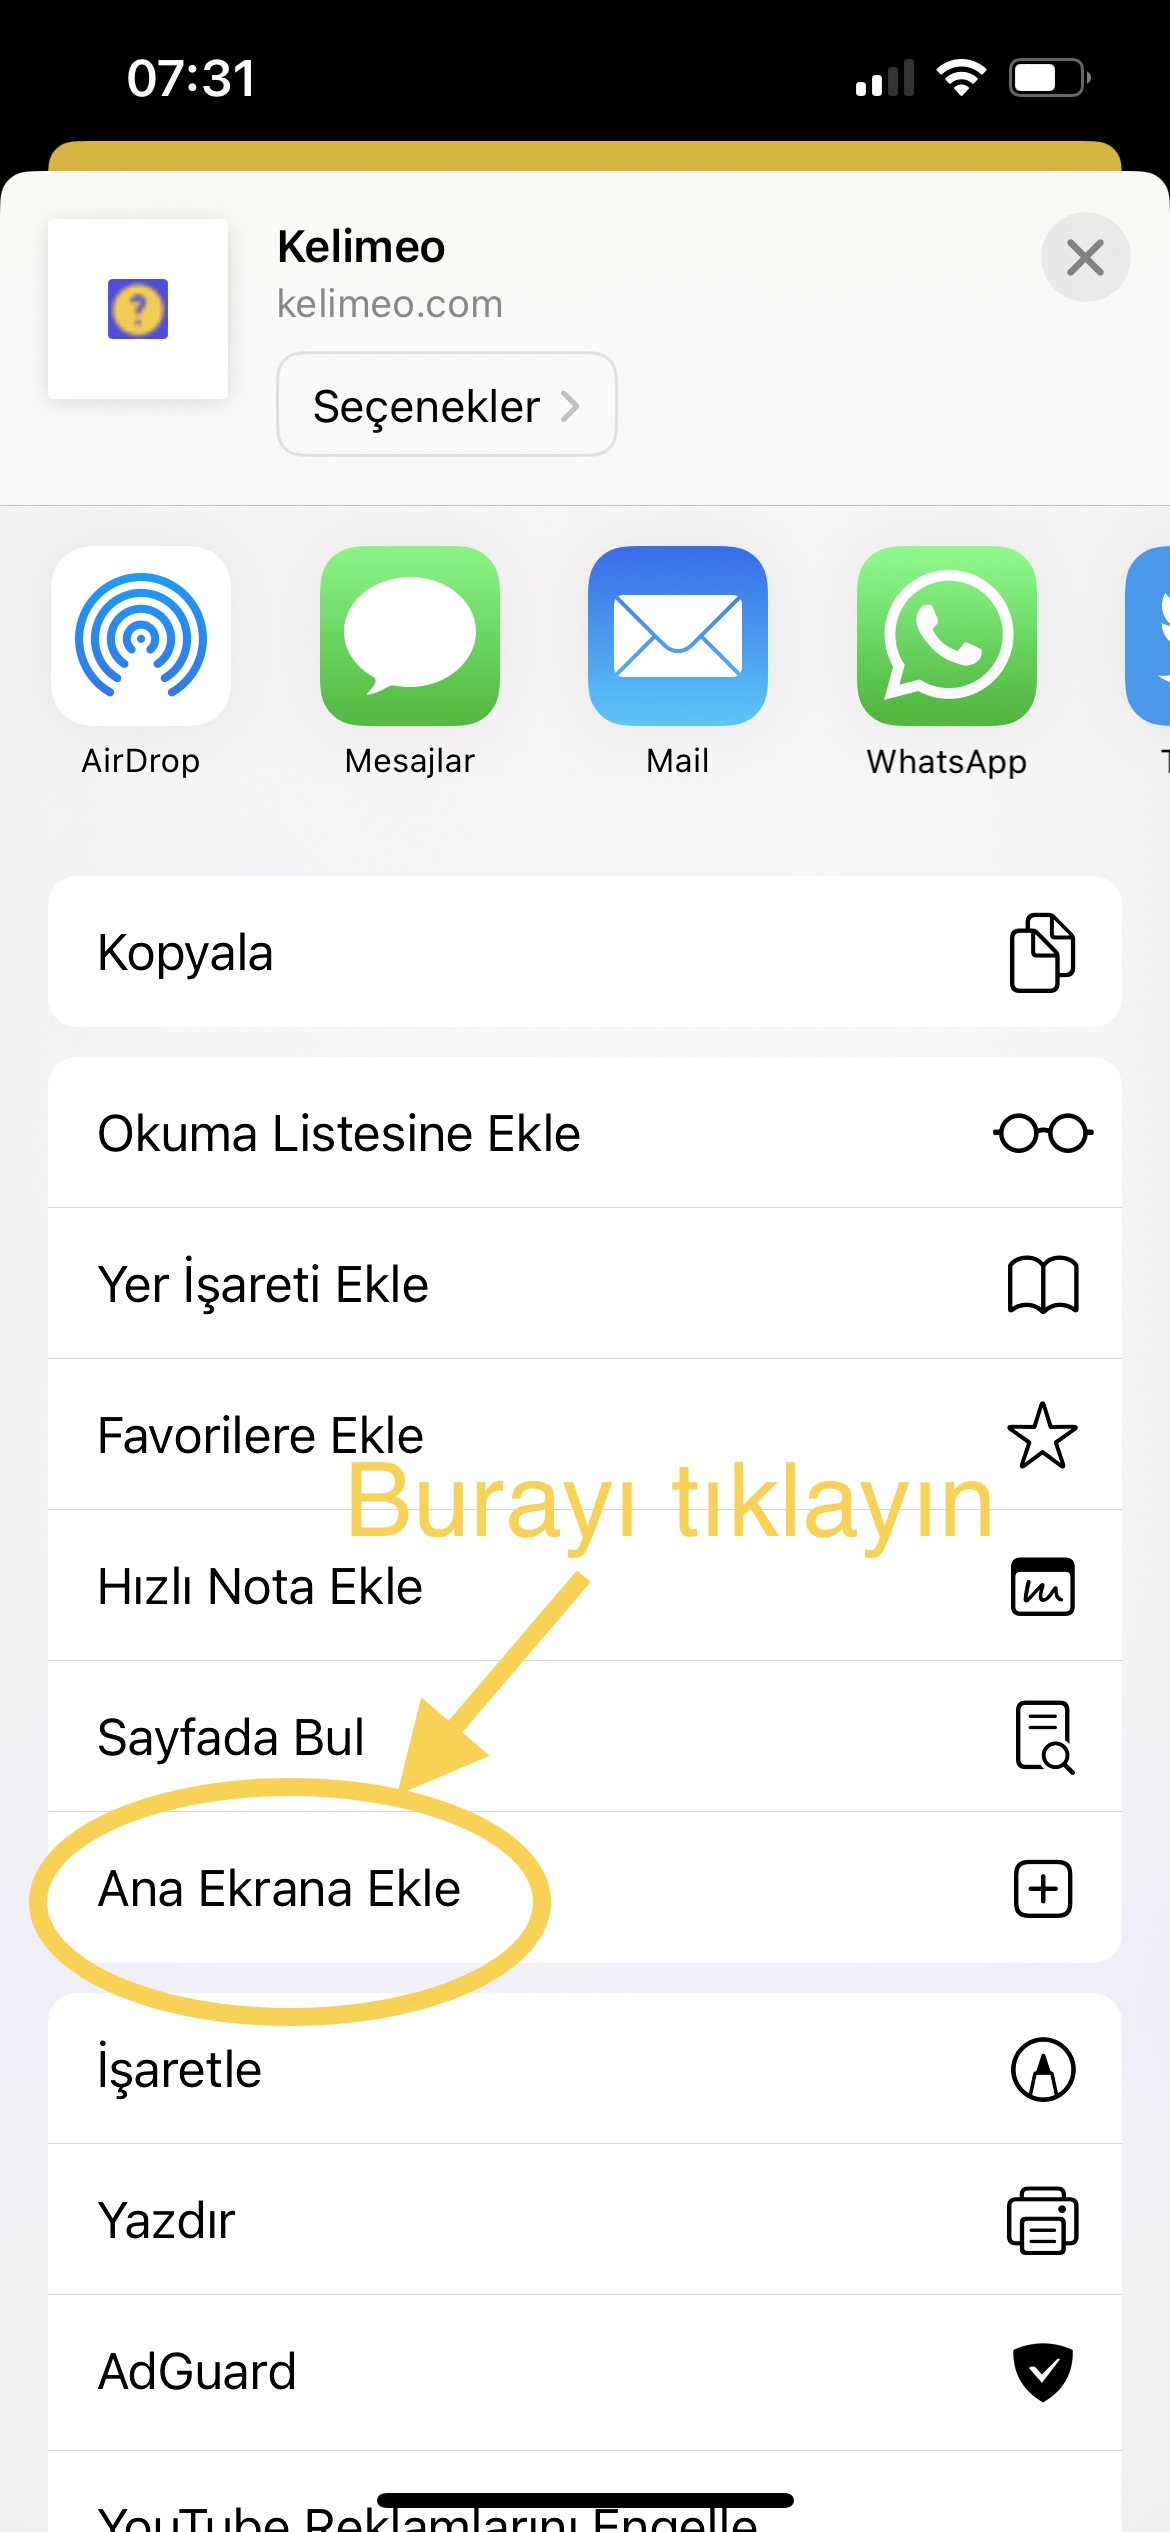 07:31
Kelimeo
kelimeo.com
Seçenekler
AirDrop
Mesajlar
Mail
WhatsApp
T
Kopyala
Okuma Listesine Ekle
Yer İşareti Ekle
Favorilere Ekle
Burayı tıklayın
Hızlı Nota Ekle
Sayfada Bul
Ana Ekrana Ekle
İşaretle
Yazdır
AdGuard
YouTube Reklamlarını Engelle